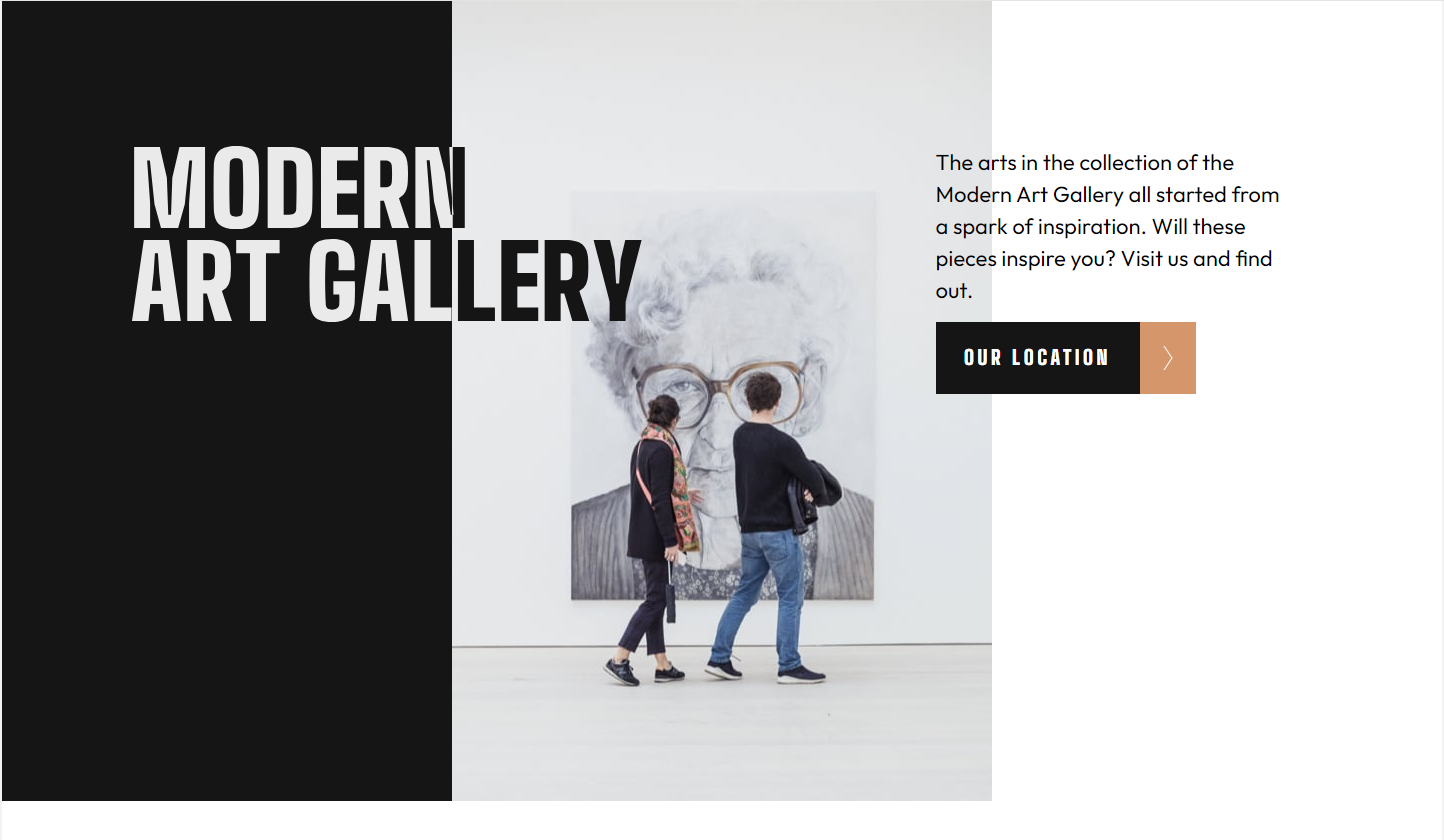 MODERN
ART GALLERY
The arts in the collection of the
Modern Art Gallery all started from
a spark of inspiration. Will these
pieces inspire you? Visit us and find
out.
OUR LOCATION